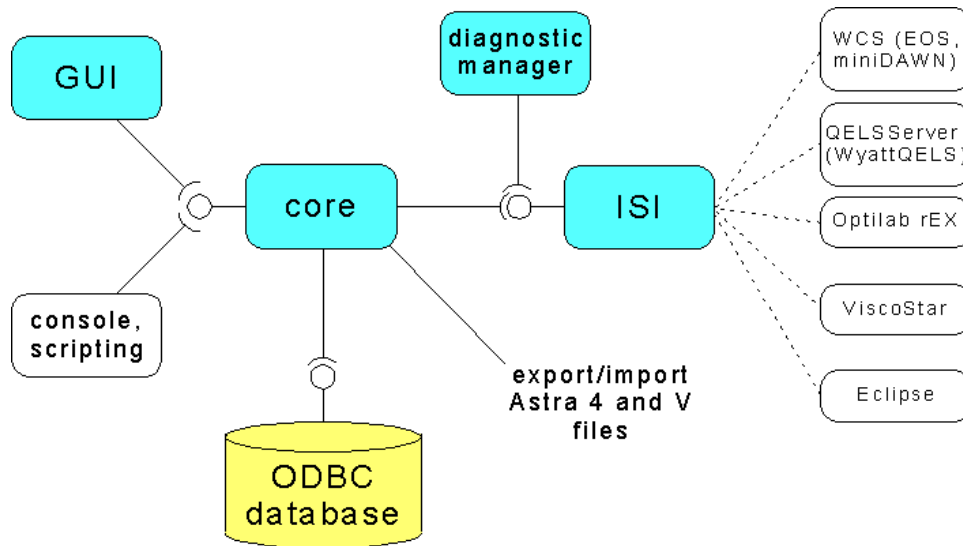 GUI
diagnostic
manager
WCS (EOS,
miniDAWN)
QELSServer
(WyattQELS)
core
ISI
Optilab rEX
console,
scripting
ViscoStar
export/import
Astra 4 and V
files
Eclipse
ODBC
database